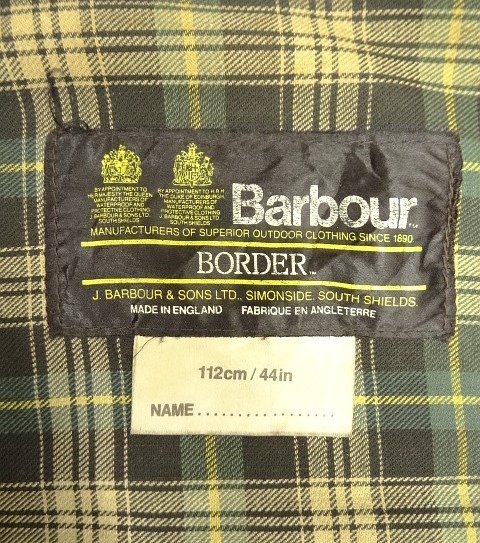 BY APPOINTMENT TO
HER MAJESTY THE QUEEN
MANUFACTURERS OF
WATERPROOF AND
PROTECTIVE CLOTHING
J. BARBOUR & SONS LTD.
SOUTH SHIELDS
BY APPOINTMENT TO H.R.H.
THE DUKE OF EDINBURGH
MANUFACTURERS OF
WATERPROOF AND
PROTECTIVE CLOTHING
J. BARBOUR & SONS LTD.
SOUTH SHIELDS
Barbour™
MANUFACTURERS OF SUPERIOR OUTDOOR CLOTHING SINCE 1890
BORDER™
J. BARBOUR & SONS LTD., SIMONSIDE, SOUTH SHIELDS.
MADE IN ENGLAND FABRIQUE EN ANGLETERRE
112cm / 44in
NAME..................